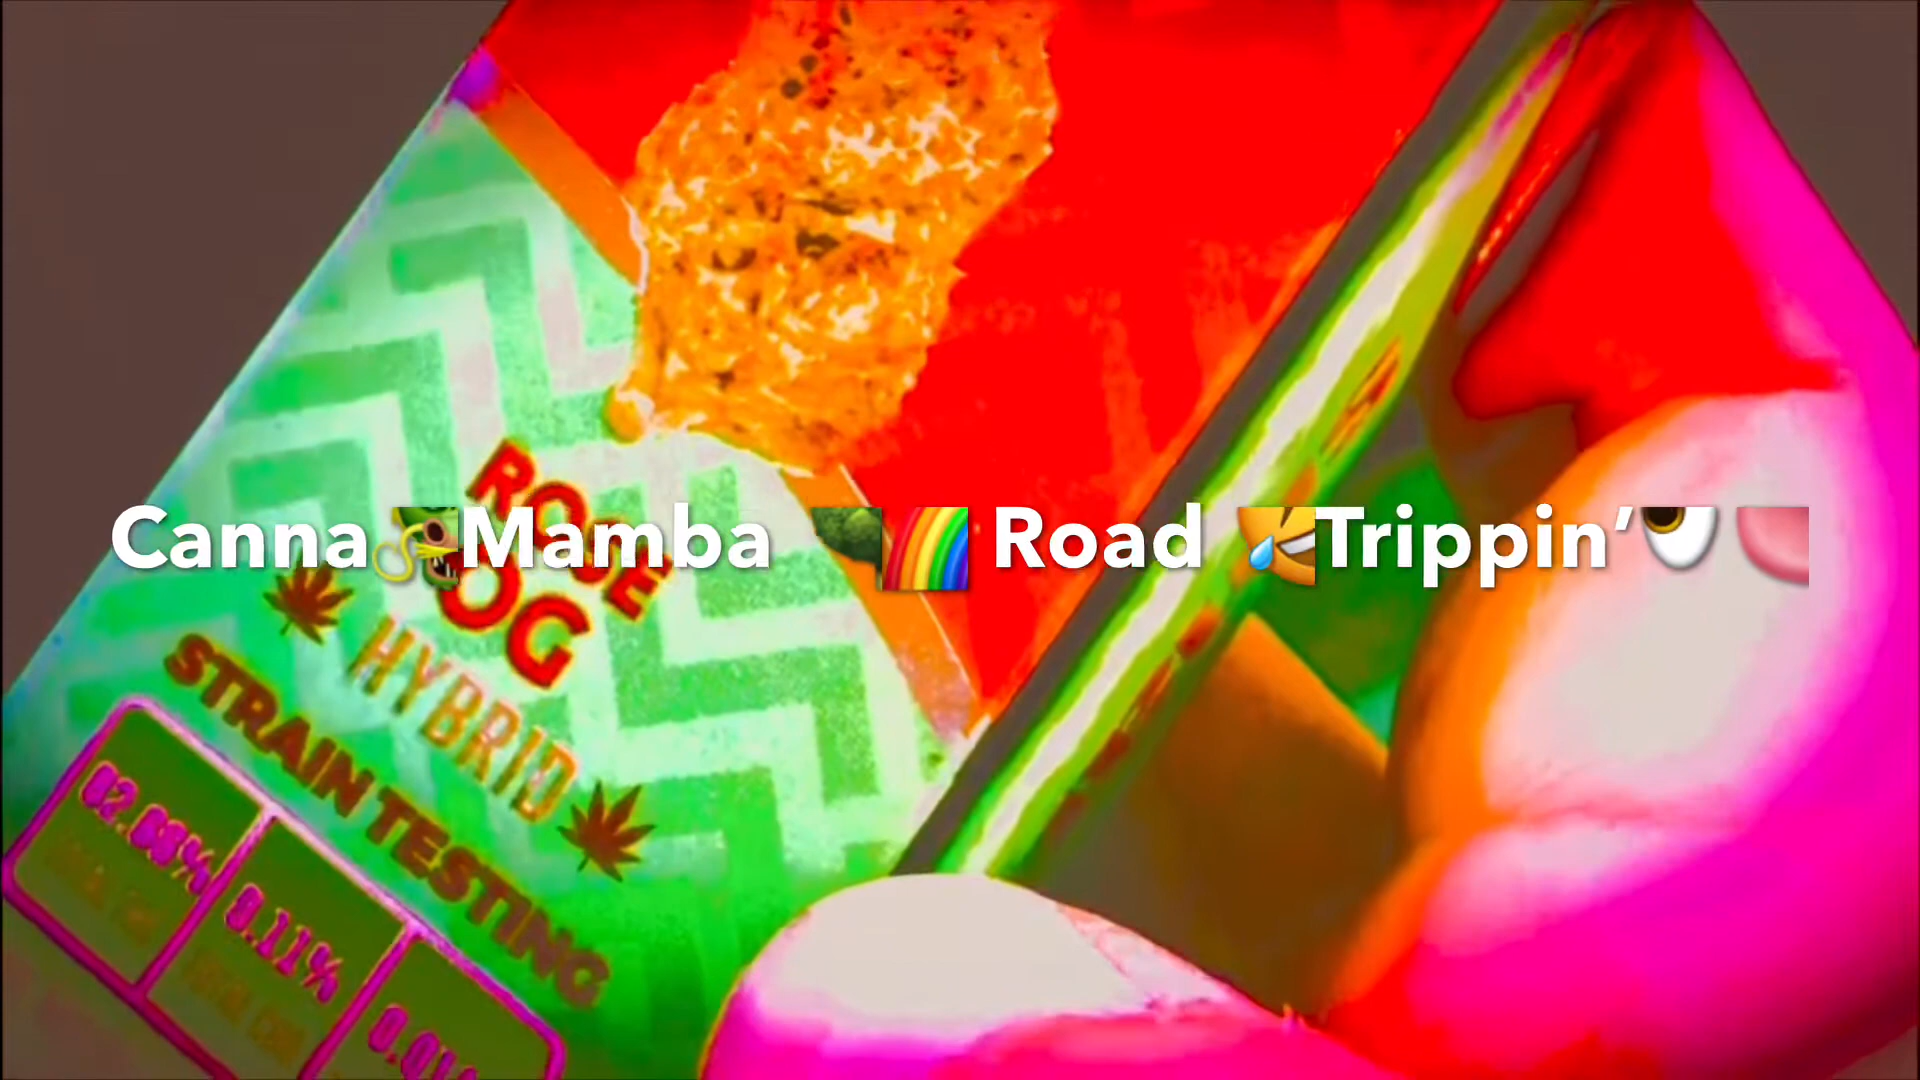 Canna Mamba Road Trippin’
ROSE
OG
HYBRID
STRAIN TESTING
0.11%